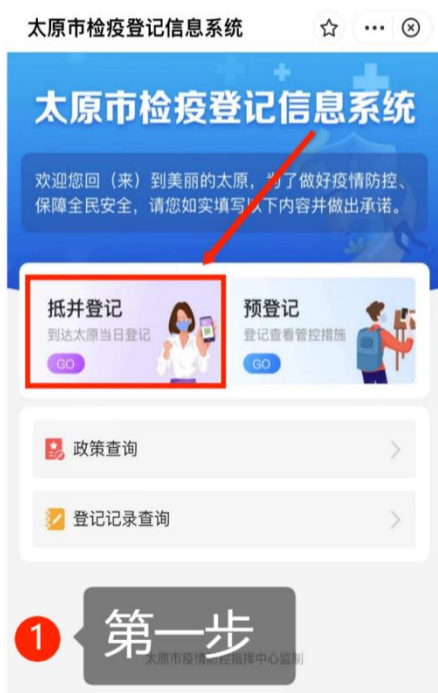 太原市检疫登记信息系统
太原市检疫登记信息系统
欢迎您回（来）到美丽的太原，为了做好疫情防控、
保障全民安全，请您如实填写以下内容并做出承诺。
抵并登记
到达太原当日登记
GO
预登记
登记查看管控措施
GO
政策查询
登记记录查询
1
第一步
太原市疫情防控指挥中心监制